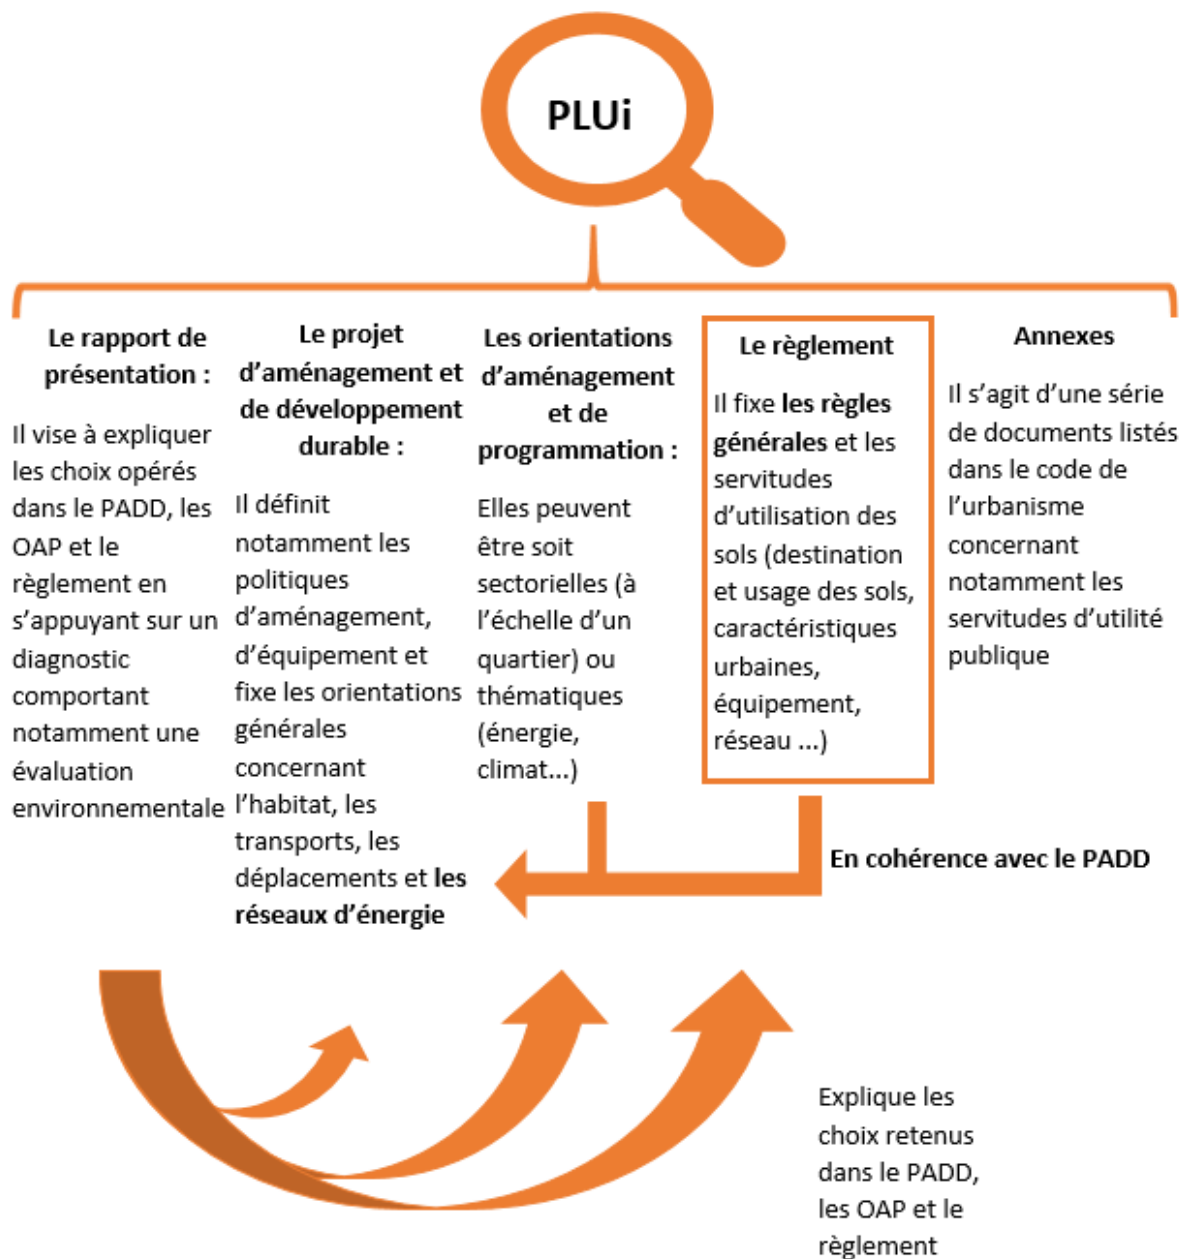 PLUi
Le rapport de
présentation :
Il vise à expliquer
les choix opérés
dans le PADD, les
OAP et le
règlement en
s’appuyant sur un
diagnostic
comportant
notamment une
évaluation
environnementale
Le projet
d’aménagement et
de développement
durable :
Il définit
notamment les
politiques
d’aménagement,
d’équipement et
fixe les orientations
générales
concernant
l’habitat, les
transports, les
déplacements et les
réseaux d’énergie
Les orientations
d’aménagement
et de
programmation :
Elles peuvent
être soit
sectorielles (à
l’échelle d’un
quartier) ou
thématiques
(énergie,
climat...)
Le règlement
Il fixe les règles
générales et les
servitudes
d’utilisation des
sols (destination
et usage des sols,
caractéristiques
urbaines,
équipement,
réseau ...)
Annexes
Il s’agit d’une série
de documents listés
dans le code de
l’urbanisme
concernant
notamment les
servitudes d’utilité
publique
En cohérence avec le PADD
Explique les
choix retenus
dans le PADD,
les OAP et le
règlement